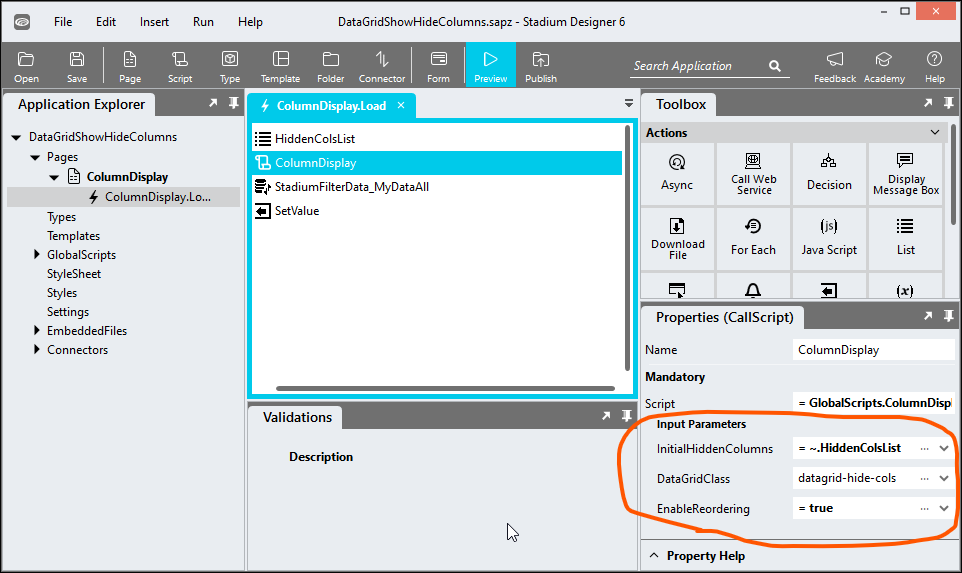 File Edit Insert Run Help DataGridShowHideColumns.sapz - Stadium Designer 6
Open Save Page Script Type Template Folder Connector Form Preview Publish Search Application Feedback Academy Help
Application Explorer
DataGridShowHideColumns
Pages
ColumnDisplay
ColumnDisplay.Lo...
Types
Templates
GlobalScripts
StyleSheet
Styles
Settings
EmbeddedFiles
Connectors
ColumnDisplay.Load ×
HiddenColsList
ColumnDisplay
StadiumFilterData_MyDataAll
SetValue
Validations
Description
Toolbox
Actions
Async
Call Web
Service
Decision
Display
Message Box
Download
File
For Each
(js)
Java Script
List
(x)
Properties (CallScript)
Name ColumnDisplay
Mandatory
Script = GlobalScripts.ColumnDispl
Input Parameters
InitialHiddenColumns = ~.HiddenColsList ...
DataGridClass datagrid-hide-cols ...
EnableReordering = true ...
Property Help